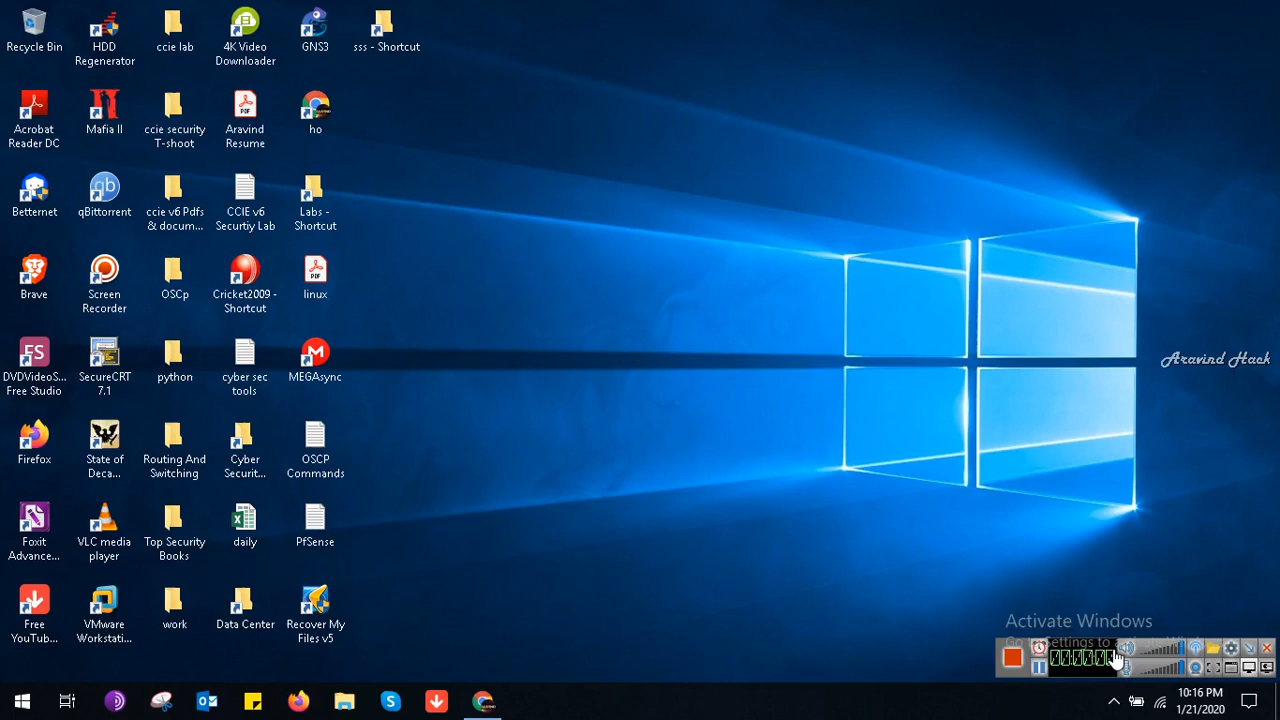 Recycle Bin
HDD
Regenerator
ccie lab
4K Video
Downloader
GNS3
sss - Shortcut
Acrobat
Reader DC
Mafia II
ccie security
T-shoot
Aravind
Resume
ho
Betternet
qBittorrent
ccie v6 Pdfs
& docum...
CCIE v6
Securtiy Lab
Labs -
Shortcut
Brave
Screen
Recorder
OSCp
Cricket2009 -
Shortcut
linux
DVDVideoS...
Free Studio
SecureCRT
7.1
python
cyber sec
tools
MEGAsync
Firefox
State of
Deca...
Routing And
Switching
Cyber
Securit...
OSCP
Commands
Foxit
Advance...
VLC media
player
Top Security
Books
daily
PfSense
Free
YouTub...
VMware
Workstati...
work
Data Center
Recover My
Files v5
Aravind Hack
Activate Windows
Go to Settings to
10:16 PM
1/21/2020